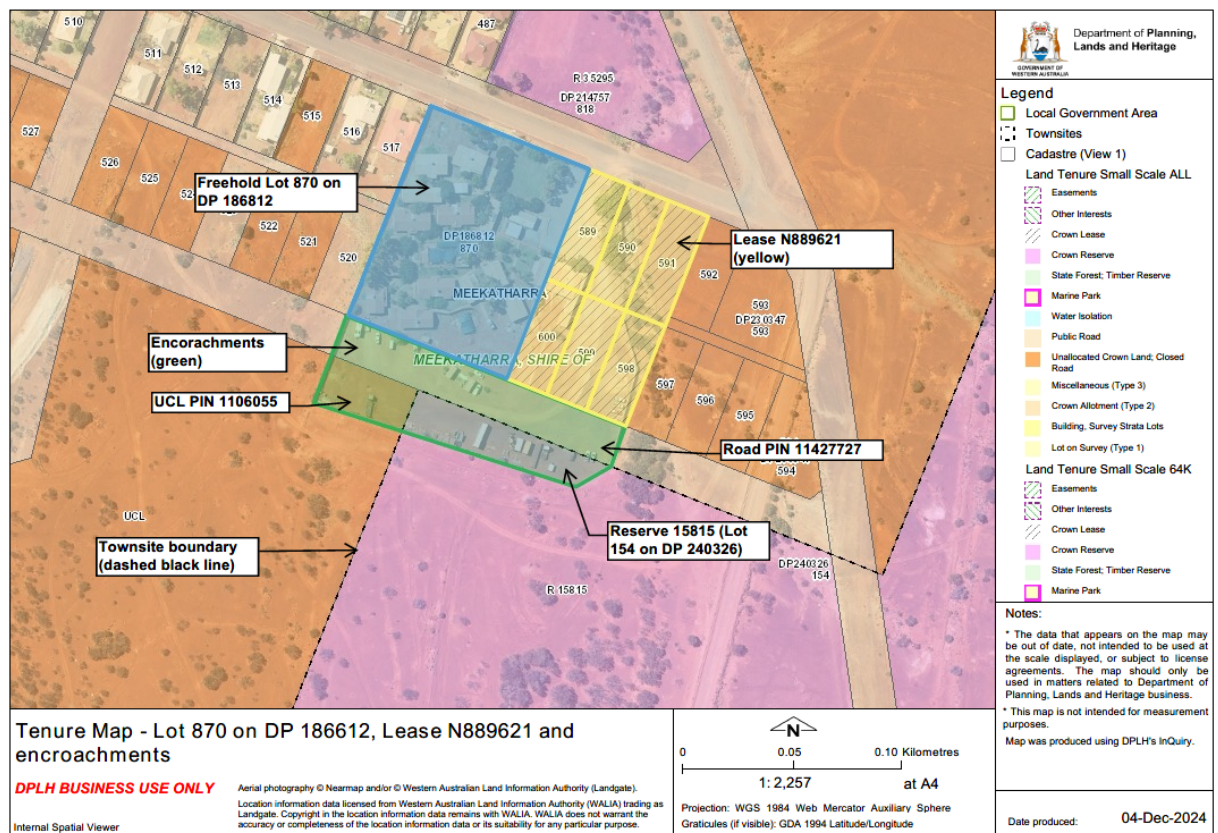 510
511
512
513
514
515
516
517
487
R 35295
DP 214757
818
527
526
525
522
521
520
Freehold Lot 870 on
DP 186812
DP186812
870
MEEKATHARRA
589
590
591
592
Lease N889621
(yellow)
593
DP230347
593
600
599
598
597
596
595
594
Encorachments
(green)
MEEKATHARRA, SHIRE OF
UCL PIN 1106055
Road PIN 11427727
UCL
Townsite boundary
(dashed black line)
Reserve 15815 (Lot
154 on DP 240326)
R 15815
DP240326
154
GOVERNMENT OF
WESTERN AUSTRALIA
Department of Planning,
Lands and Heritage
Legend
Local Government Area
Townsites
Cadastre (View 1)
Land Tenure Small Scale ALL
Easements
Other Interests
Crown Lease
Crown Reserve
State Forest; Timber Reserve
Marine Park
Water Isolation
Public Road
Unallocated Crown Land; Closed
Road
Miscellaneous (Type 3)
Crown Allotment (Type 2)
Building, Survey Strata Lots
Lot on Survey (Type 1)
Land Tenure Small Scale 64K
Easements
Other Interests
Crown Lease
Crown Reserve
State Forest; Timber Reserve
Marine Park
Notes:
* The data that appears on the map may
be out of date, not intended to be used at
the scale displayed, or subject to license
agreements. The map should only be
used in matters related to Department of
Planning, Lands and Heritage business.
* This map is not intended for measurement
purposes.
Map was produced using DPLH's InQuiry.
Date produced: 04-Dec-2024
Tenure Map - Lot 870 on DP 186612, Lease N889621 and
encroachments
DPLH BUSINESS USE ONLY
Internal Spatial Viewer
Aerial photography © Nearmap and/or © Western Australian Land Information Authority (Landgate).
Location information data licensed from Western Australian Land Information Authority (WALIA) trading as
Landgate. Copyright in the location information data remains with WALIA. WALIA does not warrant the
accuracy or completeness of the location information data or its suitability for any particular purpose.
N
0 0.05 0.10 Kilometres
1: 2,257 at A4
Projection: WGS 1984 Web Mercator Auxiliary Sphere
Graticules (if visible): GDA 1994 Latitude/Longitude